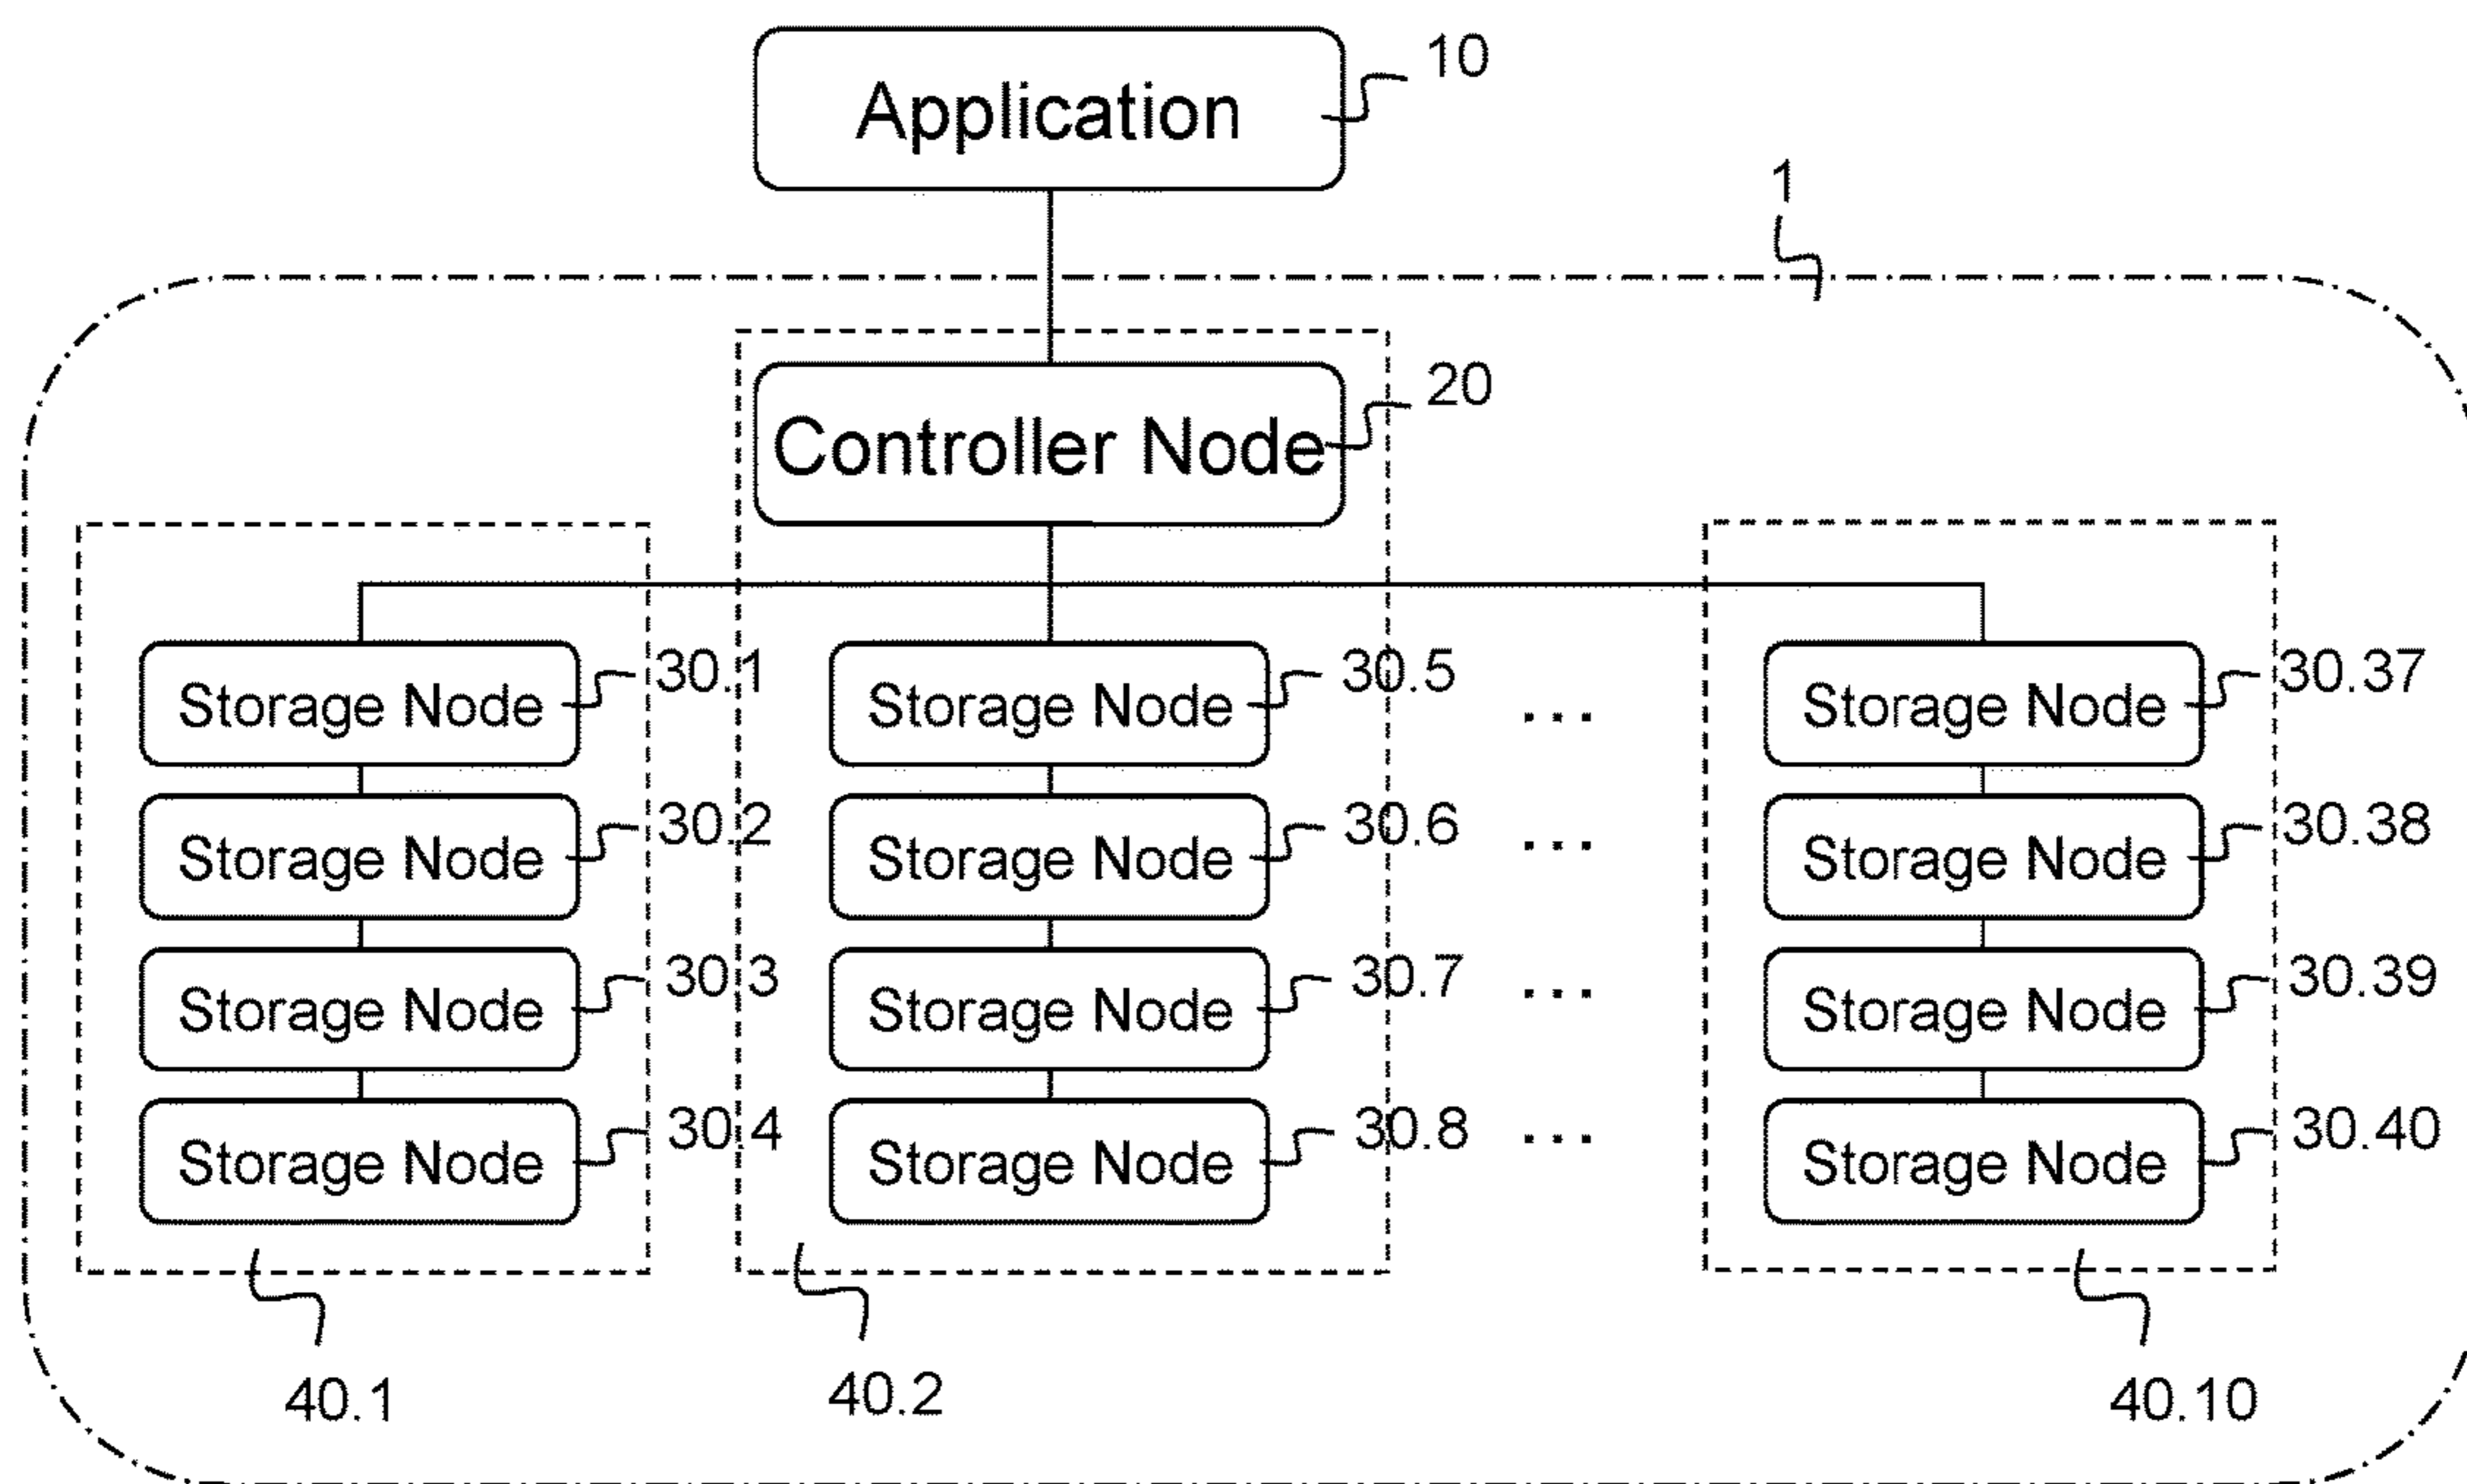 Application 10
1
Controller Node 20
Storage Node 30.1 Storage Node 30.5 ... Storage Node 30.37
Storage Node 30.2 Storage Node 30.6 ... Storage Node 30.38
Storage Node 30.3 Storage Node 30.7 ... Storage Node 30.39
Storage Node 30.4 Storage Node 30.8 ... Storage Node 30.40
40.1 40.2 40.10